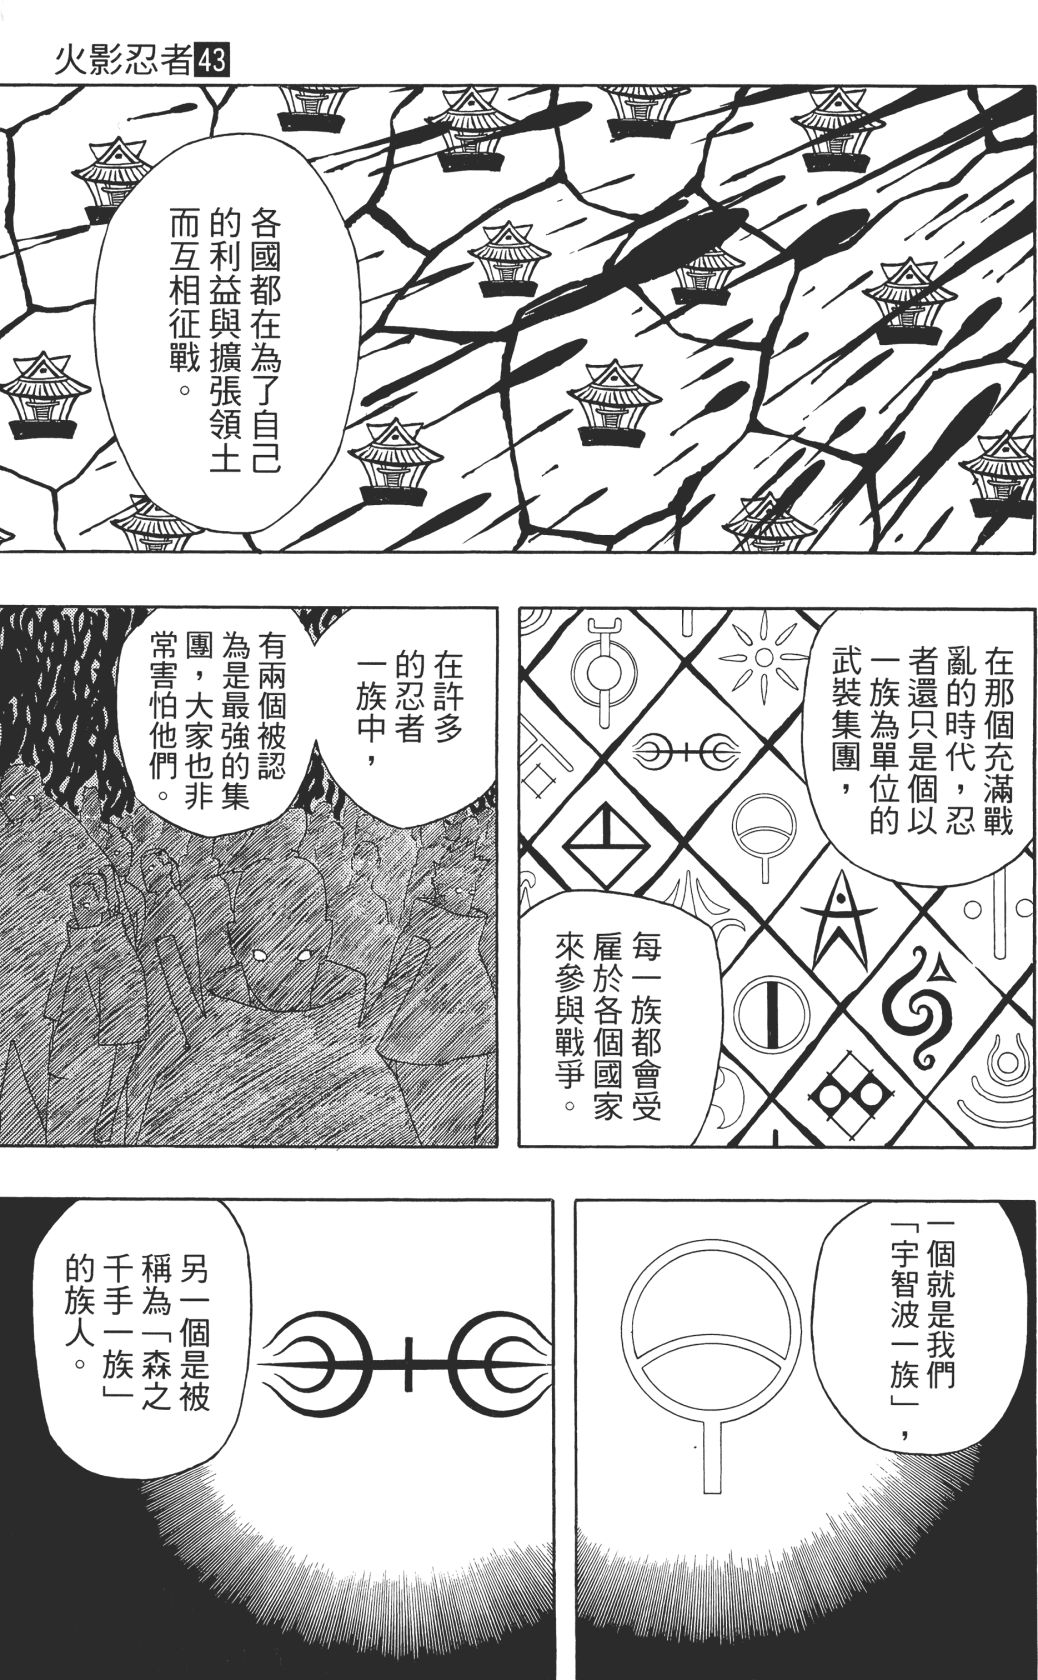 火影忍者43
各國都在為了自己
的利益與擴張領土
而互相征戰。
在那個充滿戰
亂的時代，忍
者還只是個以
一族為單位的
武裝集團，
每一族都會受
雇於各個國家
來參與戰爭。
在許多
的忍者
一族中，
有兩個被認
為是最強的集
團，大家也非
常害怕他們。
一個就是我們
「宇智波一族」，
另一個是被
稱為「森之
千手一族」
的族人。